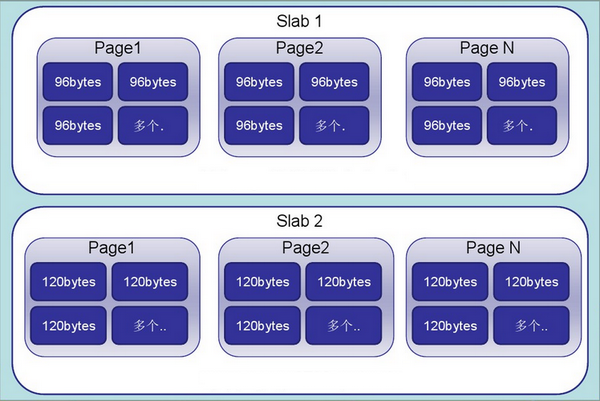 Slab 1
Page1 Page2 Page N
96bytes 96bytes 96bytes 96bytes 96bytes 96bytes
96bytes 多个. 96bytes 多个. 96bytes 多个.
Slab 2
Page1 Page2 Page N
120bytes 120bytes 120bytes 120bytes 120bytes 120bytes
120bytes 多个.. 120bytes 多个.. 120bytes 多个..